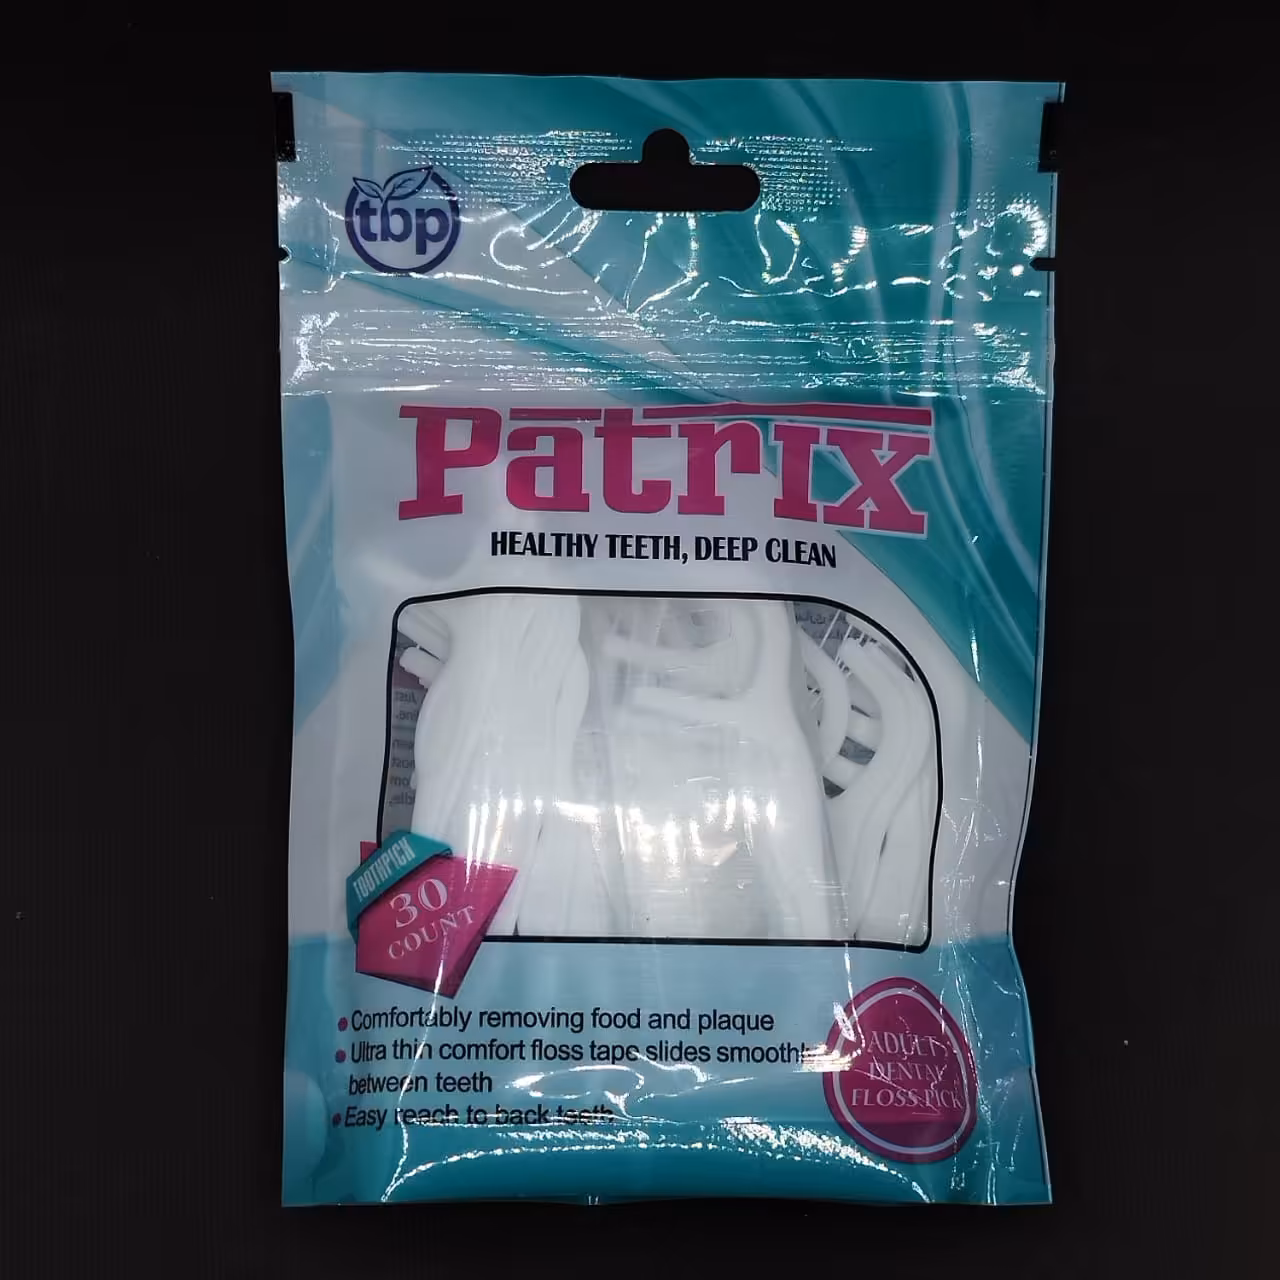 tbp
Patrix
HEALTHY TEETH, DEEP CLEAN
TOOTHPICK
30
COUNT
Comfortably removing food and plaque
Ultra thin comfort floss tape slides smoothly
between teeth
Easy reach to back teeth
ADULT
DENTAL
FLOSS PICK